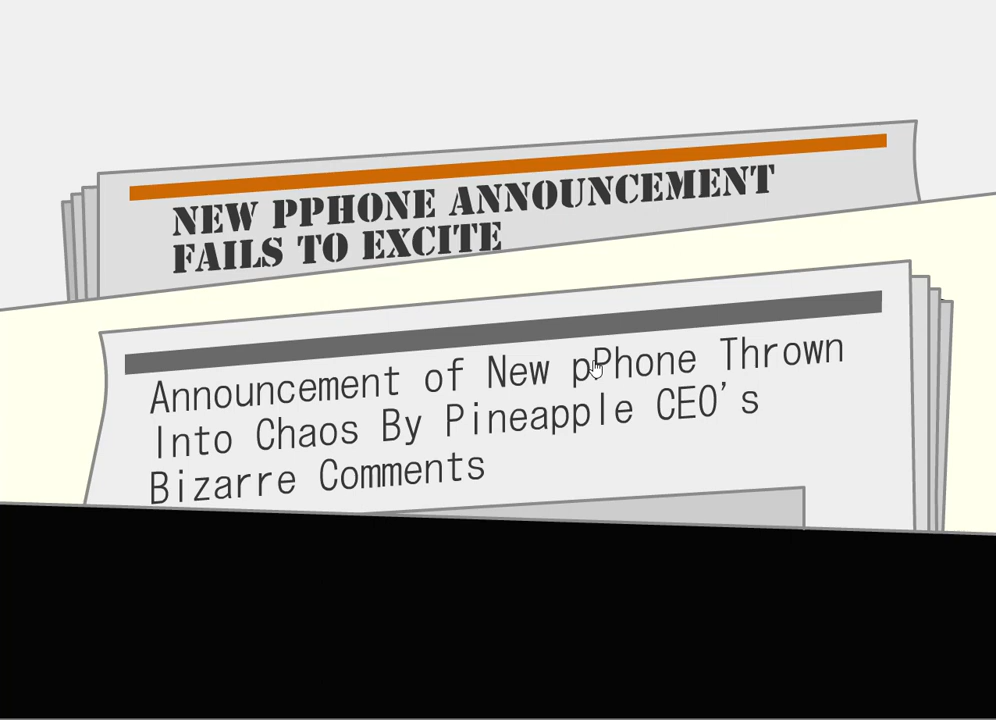 NEW PPHONE ANNOUNCEMENT
FAILS TO EXCITE
Announcement of New pPhone Thrown
Into Chaos By Pineapple CEO's
Bizarre Comments